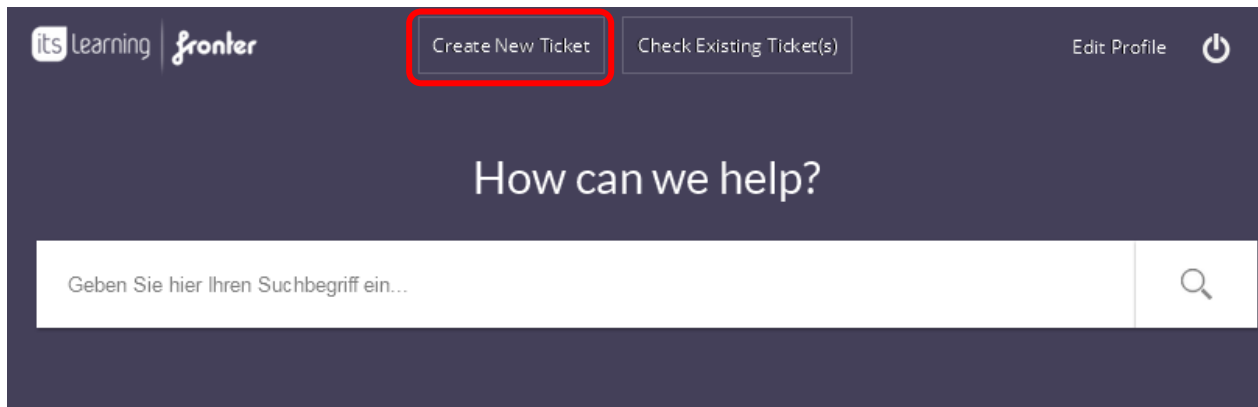 its learning fronter Create New Ticket Check Existing Ticket(s) Edit Profile
How can we help?
Geben Sie hier Ihren Suchbegriff ein...